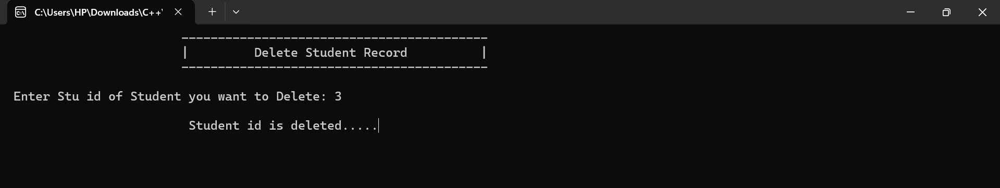 C:\Users\HP\Downloads\C++\
------------------------------------------
| Delete Student Record |
------------------------------------------
Enter Stu id of Student you want to Delete: 3
Student id is deleted.....